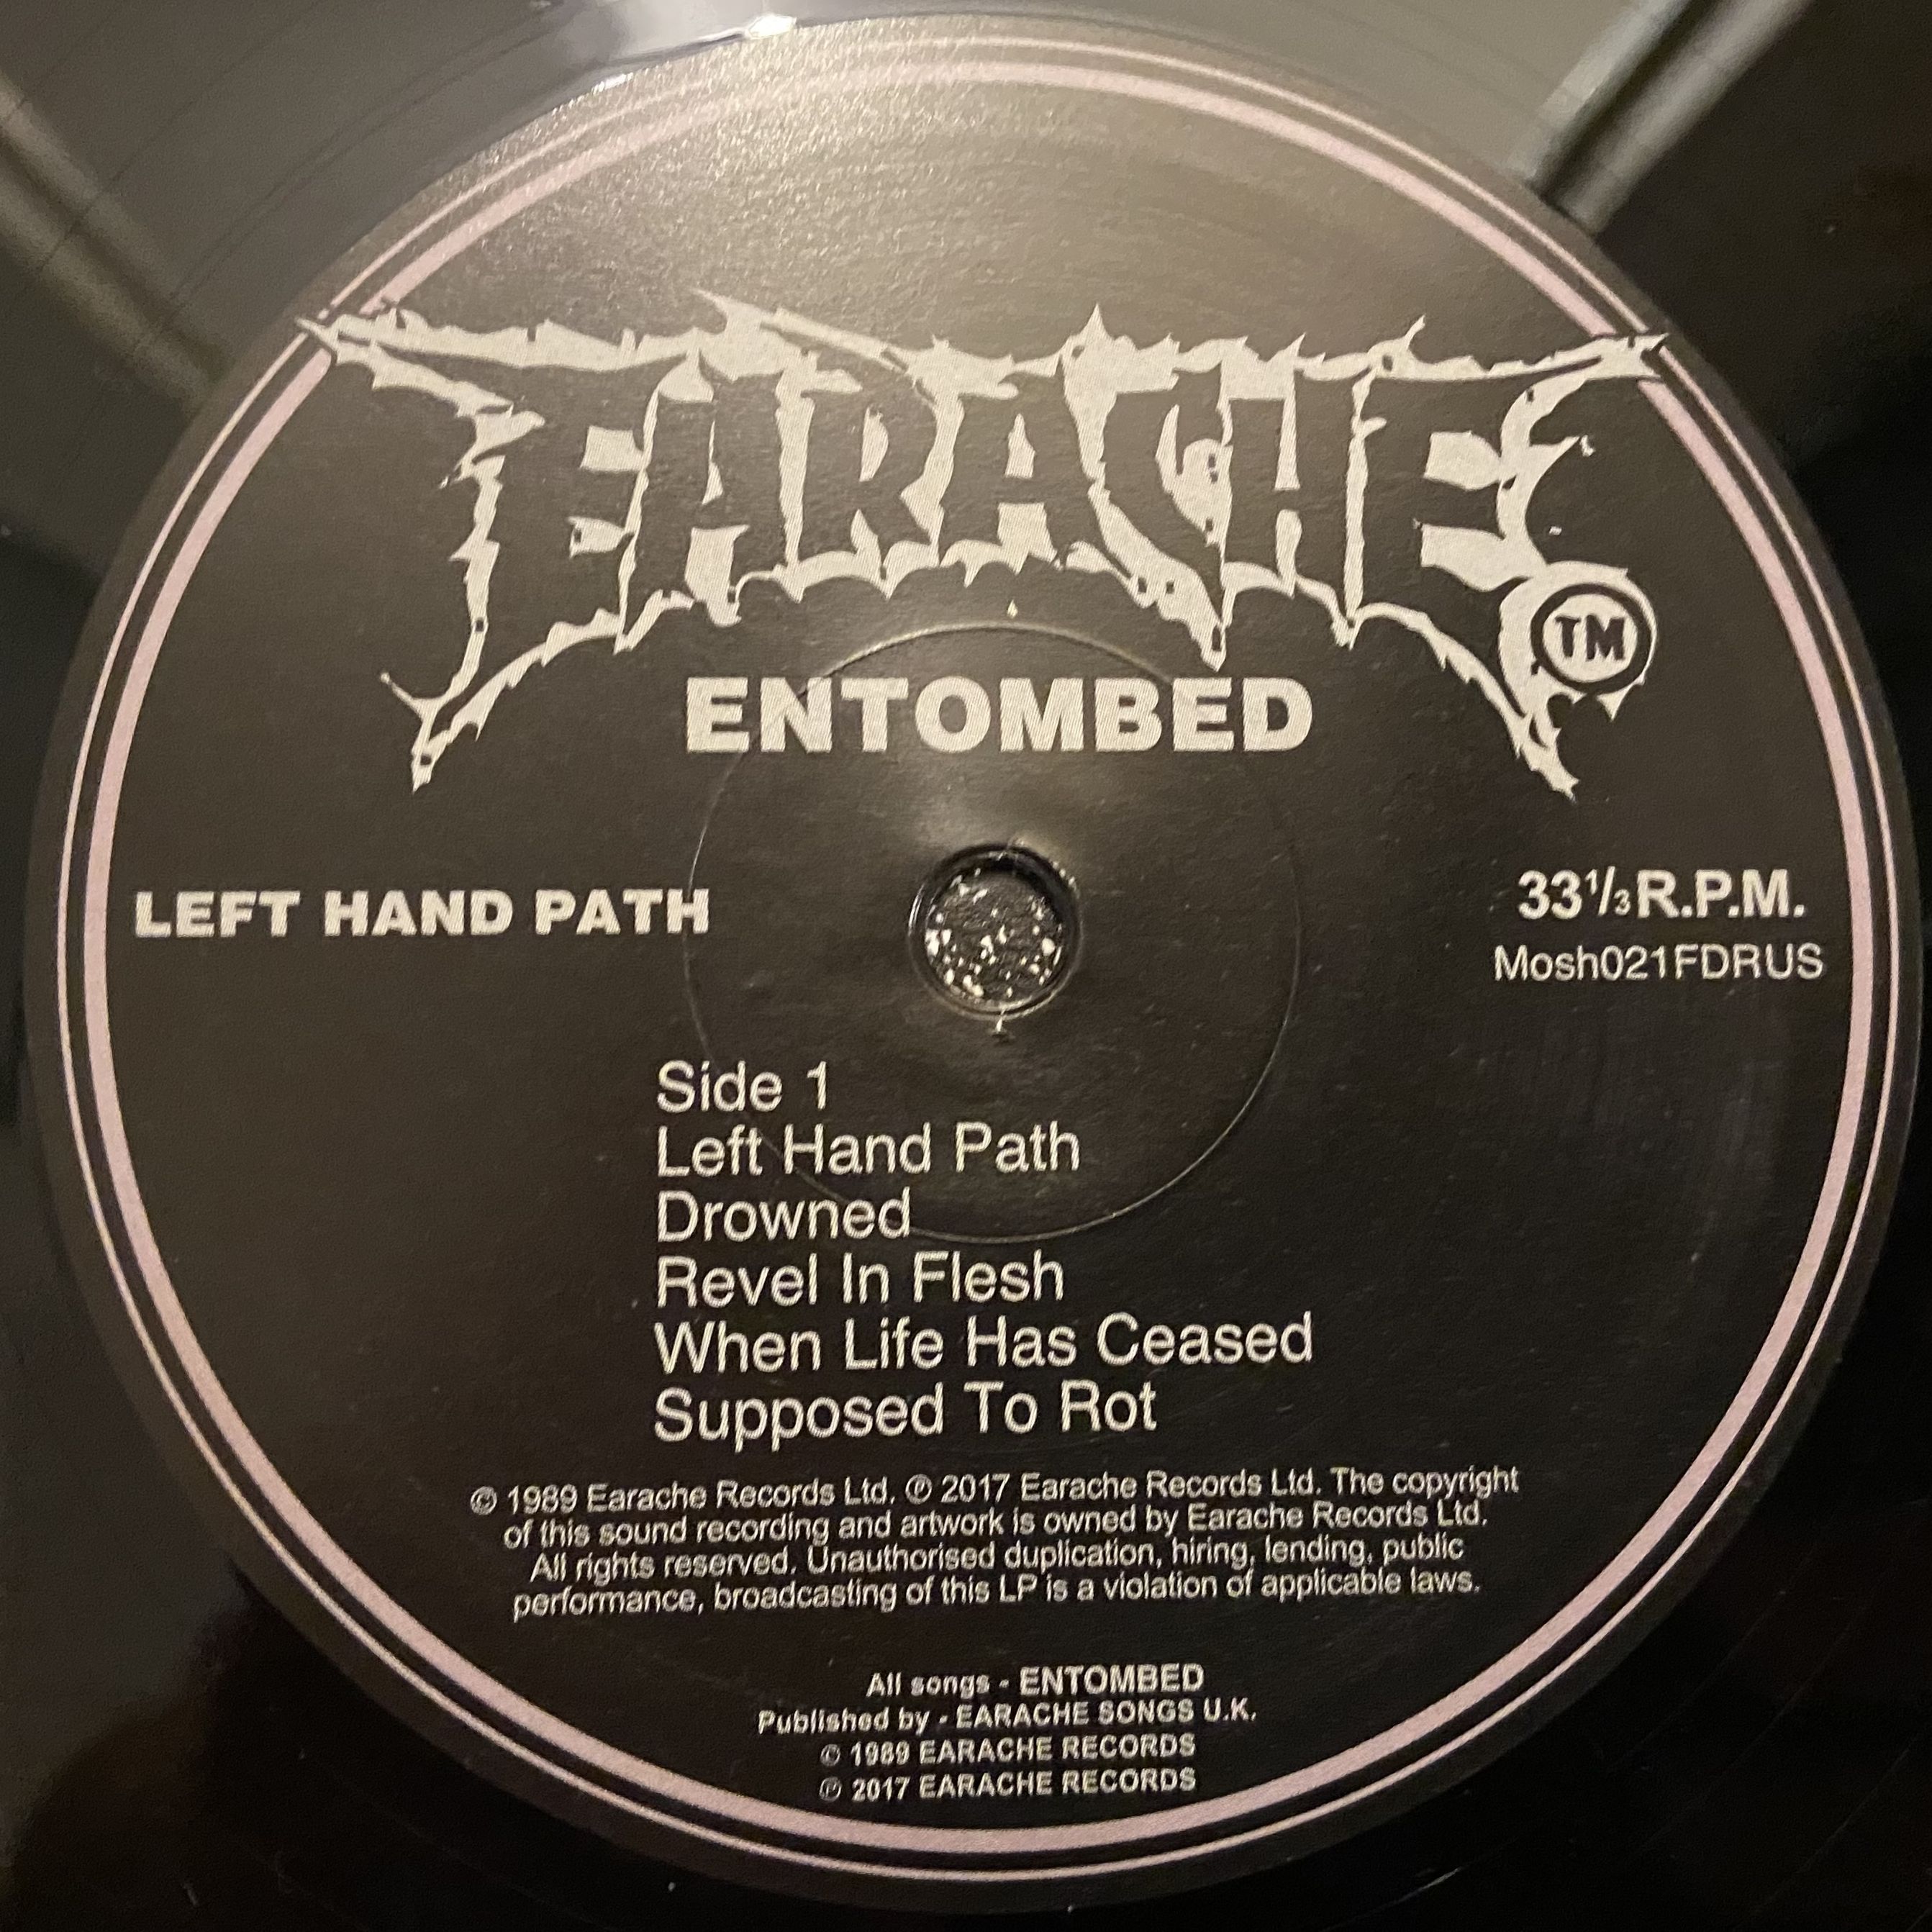 EARACHE
TM
ENTOMBED
LEFT HAND PATH
33 1/3 R.P.M.
Mosh021FDRUS
Side 1
Left Hand Path
Drowned
Revel In Flesh
When Life Has Ceased
Supposed To Rot
© 1989 Earache Records Ltd. ℗ 2017 Earache Records Ltd. The copyright
of this sound recording and artwork is owned by Earache Records Ltd.
All rights reserved. Unauthorised duplication, hiring, lending, public
performance, broadcasting of this LP is a violation of applicable laws.
All songs - ENTOMBED
Published by - EARACHE SONGS U.K.
© 1989 EARACHE RECORDS
℗ 2017 EARACHE RECORDS